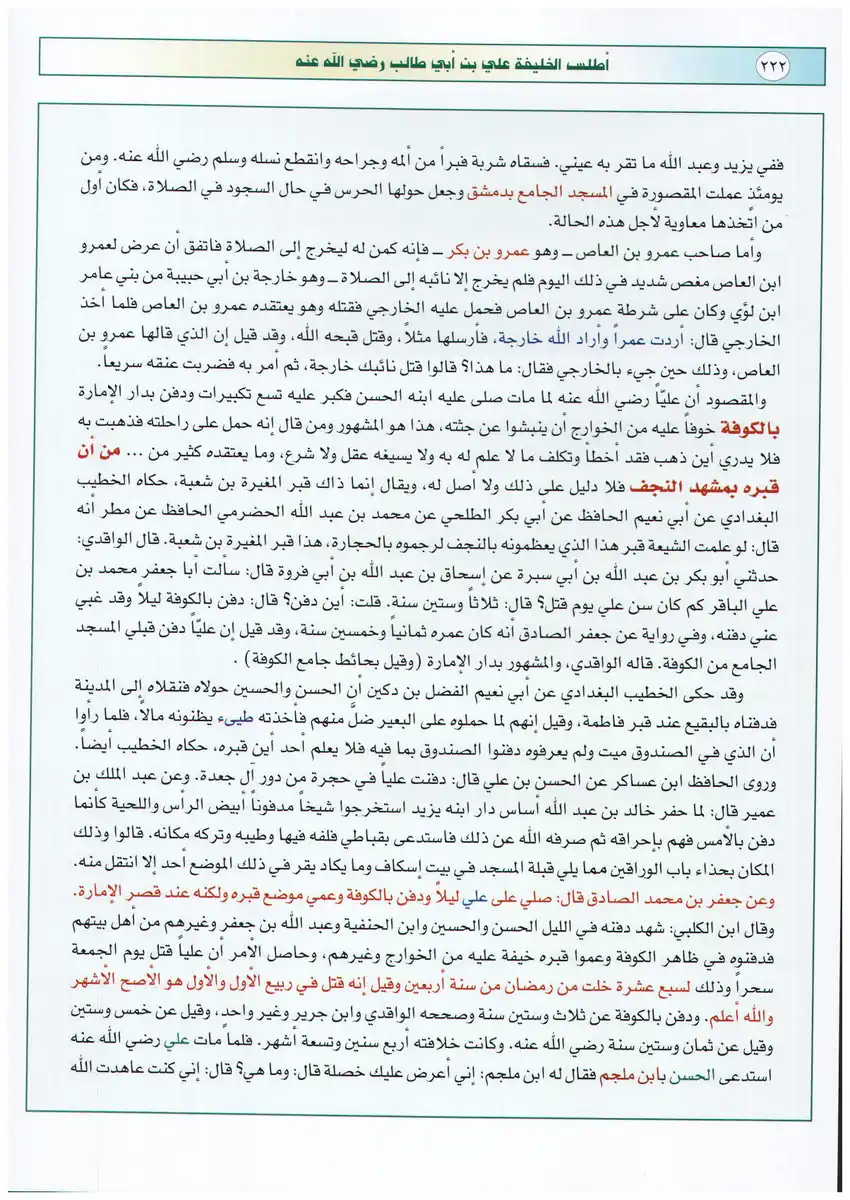 أطلس الخليفة علي بن أبي طالب رضي الله عنه
٢٢٢
ففي يزيد وعبد الله ما تقر به عيني. فسقاه شربة فبرأ من ألمه وجراحه وانقطع نسله وسلم رضي الله عنه. ومن
يومئذ عملت المقصورة في المسجد الجامع بدمشق وجعل حولها الحرس في حال السجود في الصلاة، فكان أول
من اتخذها معاوية لأجل هذه الحالة.
وأما صاحب عمرو بن العاص ــ وهو عمرو بن بكر ــ فإنه كمن له ليخرج إلى الصلاة فاتفق أن عرض لعمرو
ابن العاص مغص شديد في ذلك اليوم فلم يخرج إلا نائبه إلى الصلاة ــ وهو خارجة بن أبي حبيبة من بني عامر
ابن لؤي وكان على شرطة عمرو بن العاص فحمل عليه الخارجي فقتله وهو يعتقده عمرو بن العاص فلما أخذ
الخارجي قال: أردت عمراً وأراد الله خارجة، فأرسلها مثلاً، وقتل قبحه الله، وقد قيل إن الذي قالها عمرو بن
العاص، وذلك حين جيء بالخارجي فقال: ما هذا؟ قالوا قتل نائبك خارجة، ثم أمر به فضربت عنقه سريعاً.
والمقصود أن عليّاً رضي الله عنه لما مات صلى عليه ابنه الحسن فكبر عليه تسع تكبيرات ودفن بدار الإمارة
بالكوفة خوفاً عليه من الخوارج أن ينبشوا عن جثته، هذا هو المشهور ومن قال إنه حمل على راحلته فذهبت به
فلا يدري أين ذهب فقد أخطأ وتكلف ما لا علم له به ولا يسيغه عقل ولا شرع، وما يعتقده كثير من ... من أن
قبره بمشهد النجف فلا دليل على ذلك ولا أصل له، ويقال إنما ذاك قبر المغيرة بن شعبة، حكاه الخطيب
البغدادي عن أبي نعيم الحافظ عن أبي بكر الطلحي عن محمد بن عبد الله الحضرمي الحافظ عن مطر أنه
قال: لو علمت الشيعة قبر هذا الذي يعظمونه بالنجف لرجموه بالحجارة، هذا قبر المغيرة بن شعبة. قال الواقدي:
حدثني أبو بكر بن عبد الله بن أبي سبرة عن إسحاق بن عبد الله بن أبي فروة قال: سألت أبا جعفر محمد بن
علي الباقر كم كان سن علي يوم قتل؟ قال: ثلاثاً وستين سنة. قلت: أين دفن؟ قال: دفن بالكوفة ليلاً وقد غبي
عني دفنه، وفي رواية عن جعفر الصادق أنه كان عمره ثمانياً وخمسين سنة، وقد قيل إن عليّاً دفن قبلي المسجد
الجامع من الكوفة. قاله الواقدي، والمشهور بدار الإمارة (وقيل بحائط جامع الكوفة) .
وقد حكى الخطيب البغدادي عن أبي نعيم الفضل بن دكين أن الحسن والحسين حولاه فنقلاه إلى المدينة
فدفناه بالبقيع عند قبر فاطمة، وقيل إنهم لما حملوه على البعير ضلَّ منهم فأخذته طيىء يظنونه مالاً، فلما رأوا
أن الذي في الصندوق ميت ولم يعرفوه دفنوا الصندوق بما فيه فلا يعلم أحد أين قبره، حكاه الخطيب أيضاً.
وروى الحافظ ابن عساكر عن الحسن بن علي قال: دفنت علياً في حجرة من دور آل جعدة. وعن عبد الملك بن
عمير قال: لما حفر خالد بن عبد الله أساس دار ابنه يزيد استخرجوا شيخاً مدفوناً أبيض الرأس واللحية كأنما
دفن بالأمس فهم بإحراقه ثم صرفه الله عن ذلك فاستدعى بقباطي فلفه فيها وطيبه وتركه مكانه. قالوا وذلك
المكان بحذاء باب الوراقين مما يلي قبلة المسجد في بيت إسكاف وما يكاد يقر في ذلك الموضع أحد إلا انتقل منه.
وعن جعفر بن محمد الصادق قال: صلي على علي ليلاً ودفن بالكوفة وعمي موضع قبره ولكنه عند قصر الإمارة.
وقال ابن الكلبي: شهد دفنه في الليل الحسن والحسين وابن الحنفية وعبد الله بن جعفر وغيرهم من أهل بيتهم
فدفنوه في ظاهر الكوفة وعموا قبره خيفة عليه من الخوارج وغيرهم، وحاصل الأمر أن علياً قتل يوم الجمعة
سحراً وذلك لسبع عشرة خلت من رمضان من سنة أربعين وقيل إنه قتل في ربيع الأول والأول هو الأصح الأشهر
والله أعلم. ودفن بالكوفة عن ثلاث وستين سنة وصححه الواقدي وابن جرير وغير واحد، وقيل عن خمس وستين
وقيل عن ثمان وستين سنة رضي الله عنه. وكانت خلافته أربع سنين وتسعة أشهر. فلماً مات علي رضي الله عنه
استدعى الحسن بابن ملجم فقال له ابن ملجم: إني أعرض عليك خصلة قال: وما هي؟ قال: إني كنت عاهدت الله